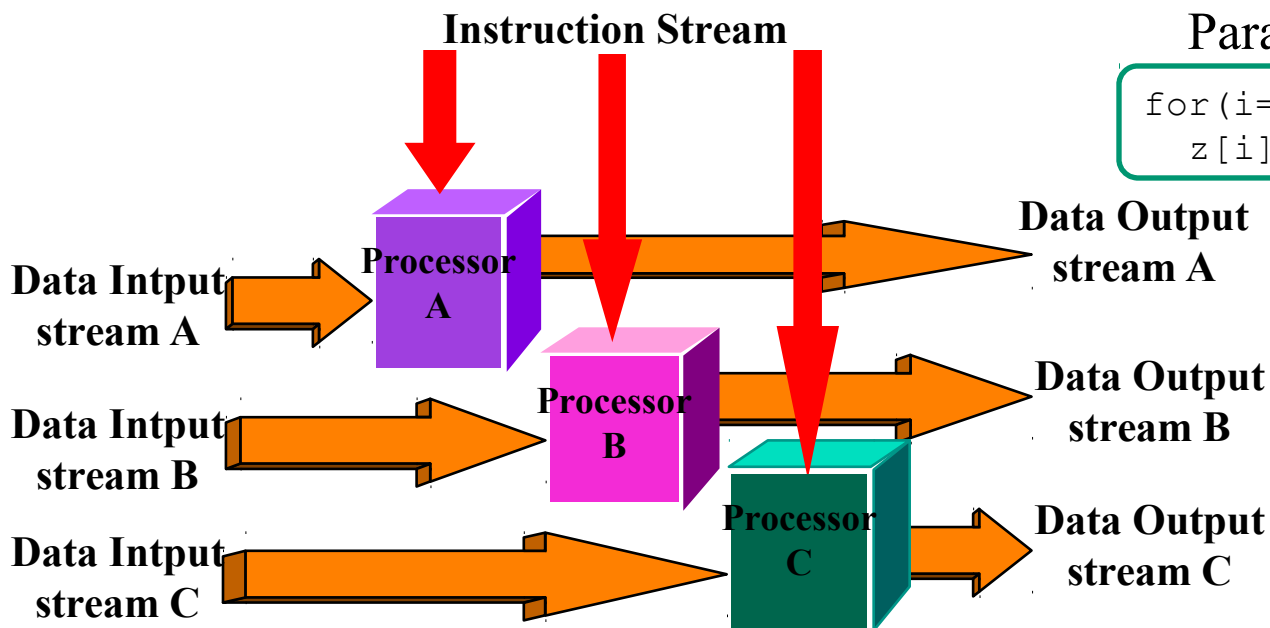 Instruction Stream
Para
for(i=
z[i]
Data Output
stream A
Processor
A
Data Intput
stream A
Data Output
stream B
Processor
B
Data Intput
stream B
Data Output
stream C
Processor
C
Data Intput
stream C